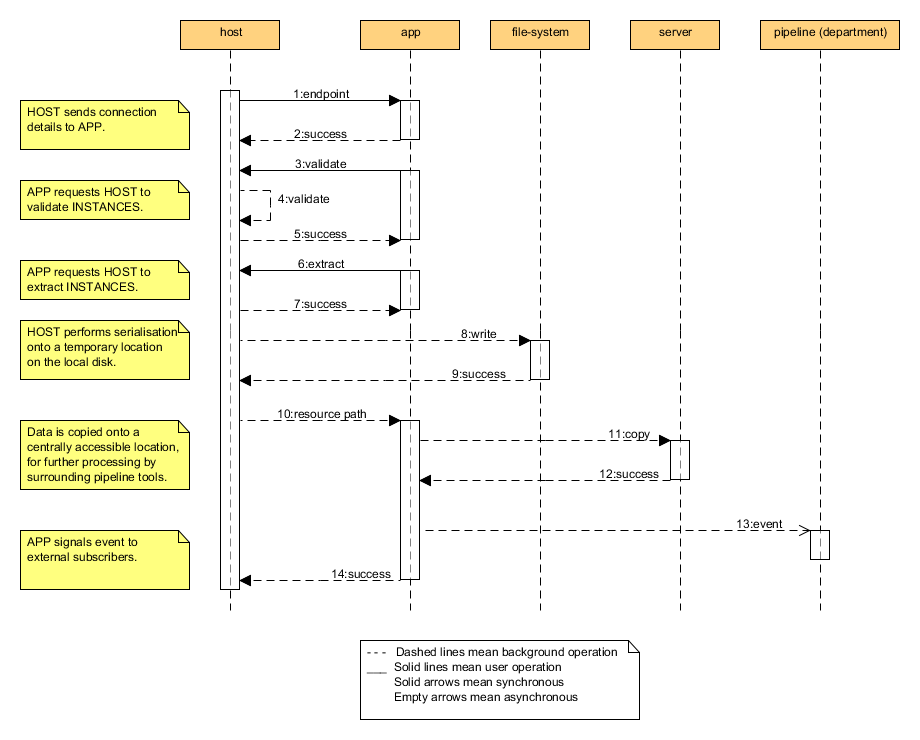 host
app
file-system
server
pipeline (department)
HOST sends connection
details to APP.
1:endpoint
2:success
APP requests HOST to
validate INSTANCES.
3:validate
4:validate
5:success
APP requests HOST to
extract INSTANCES.
6:extract
7:success
HOST performs serialisation
onto a temporary location
on the local disk.
8:write
9:success
Data is copied onto a
centrally accessible location,
for further processing by
surrounding pipeline tools.
10:resource path
11:copy
12:success
APP signals event to
external subscribers.
13:event
14:success
--- Dashed lines mean background operation
___ Solid lines mean user operation
Solid arrows mean synchronous
Empty arrows mean asynchronous